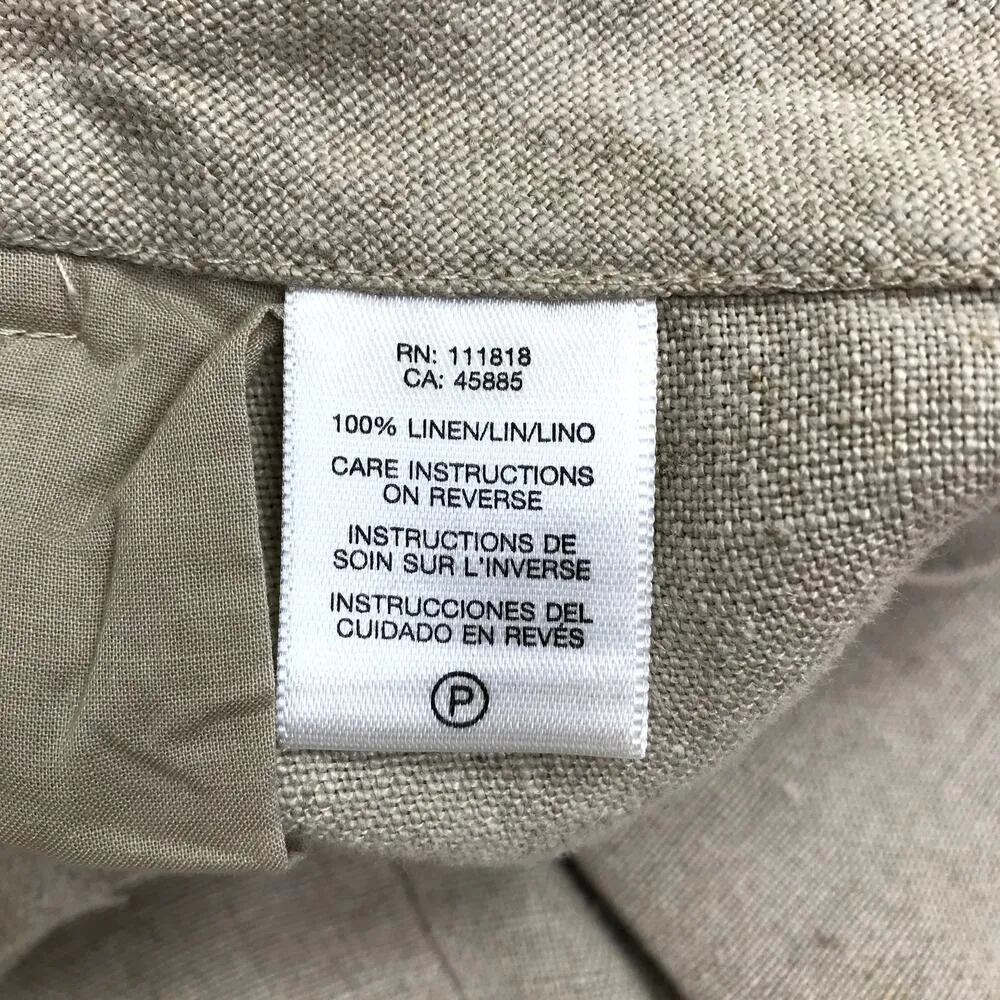 RN: 111818
CA: 45885
100% LINEN/LIN/LINO
CARE INSTRUCTIONS
ON REVERSE
INSTRUCTIONS DE
SOIN SUR L'INVERSE
INSTRUCCIONES DEL
CUIDADO EN REVÉS
P